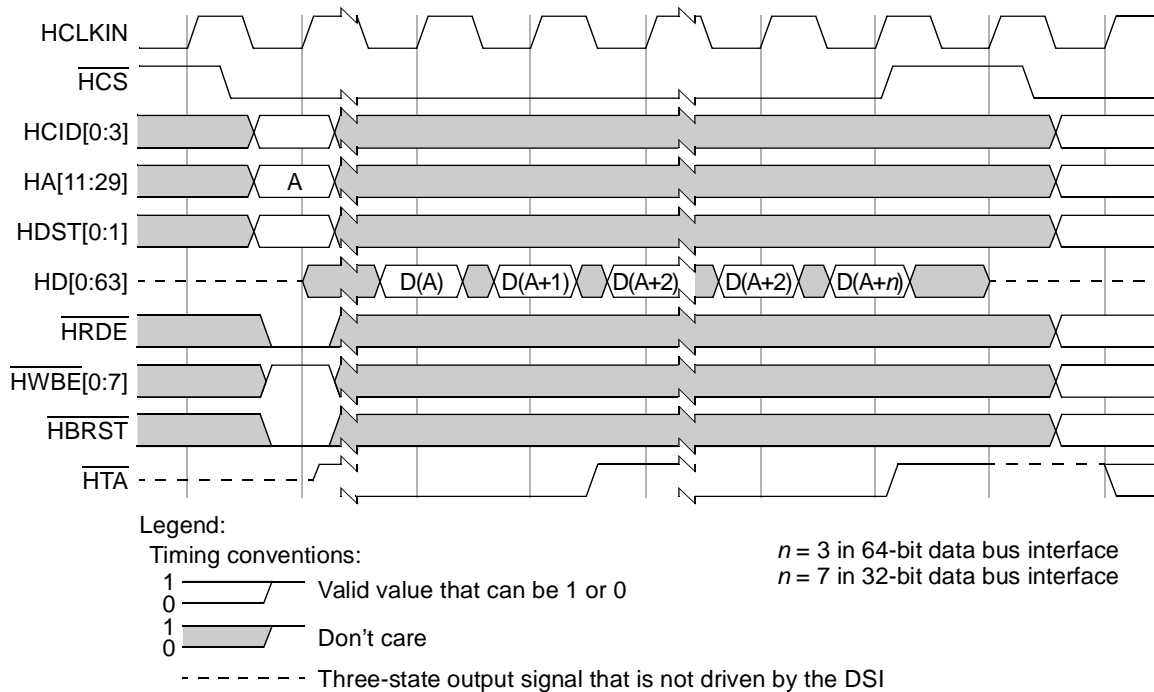 HCLKIN
HCS
HCID[0:3]
HA[11:29] A
HDST[0:1]
HD[0:63] D(A) D(A+1) D(A+2) D(A+2) D(A+n)
HRDE
HWBE[0:7]
HBRST
HTA
Legend:
Timing conventions:
1
0
Valid value that can be 1 or 0
1
0
Don't care
Three-state output signal that is not driven by the DSI
n = 3 in 64-bit data bus interface
n = 7 in 32-bit data bus interface